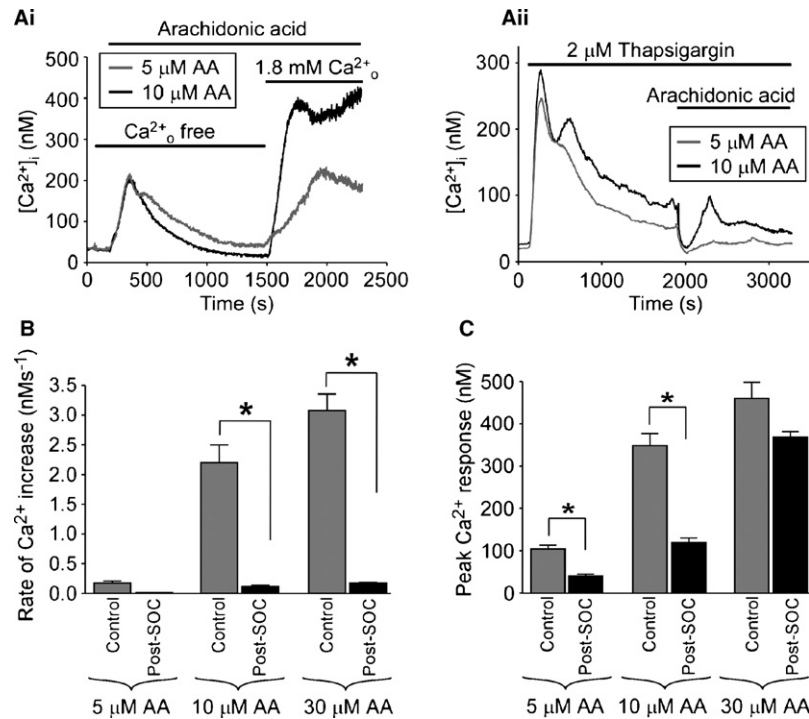 Ai
Arachidonic acid
5 μM AA
10 μM AA
1.8 mM Ca²⁺ₒ
Ca²⁺ₒ free
[Ca²⁺]ᵢ (nM)
500
400
300
200
100
0
0 500 1000 1500 2000 2500
Time (s)
Aii
2 μM Thapsigargin
Arachidonic acid
5 μM AA
10 μM AA
[Ca²⁺]ᵢ (nM)
300
200
100
0
0 1000 2000 3000
Time (s)
B
Rate of Ca²⁺ increase (nMs⁻¹)
3.5
3.0
2.5
2.0
1.5
1.0
0.5
0.0
*
*
Control
Post-SOC
Control
Post-SOC
Control
Post-SOC
5 μM AA 10 μM AA 30 μM AA
C
Peak Ca²⁺ response (nM)
500
400
300
200
100
0
*
*
Control
Post-SOC
Control
Post-SOC
Control
Post-SOC
5 μM AA 10 μM AA 30 μM AA